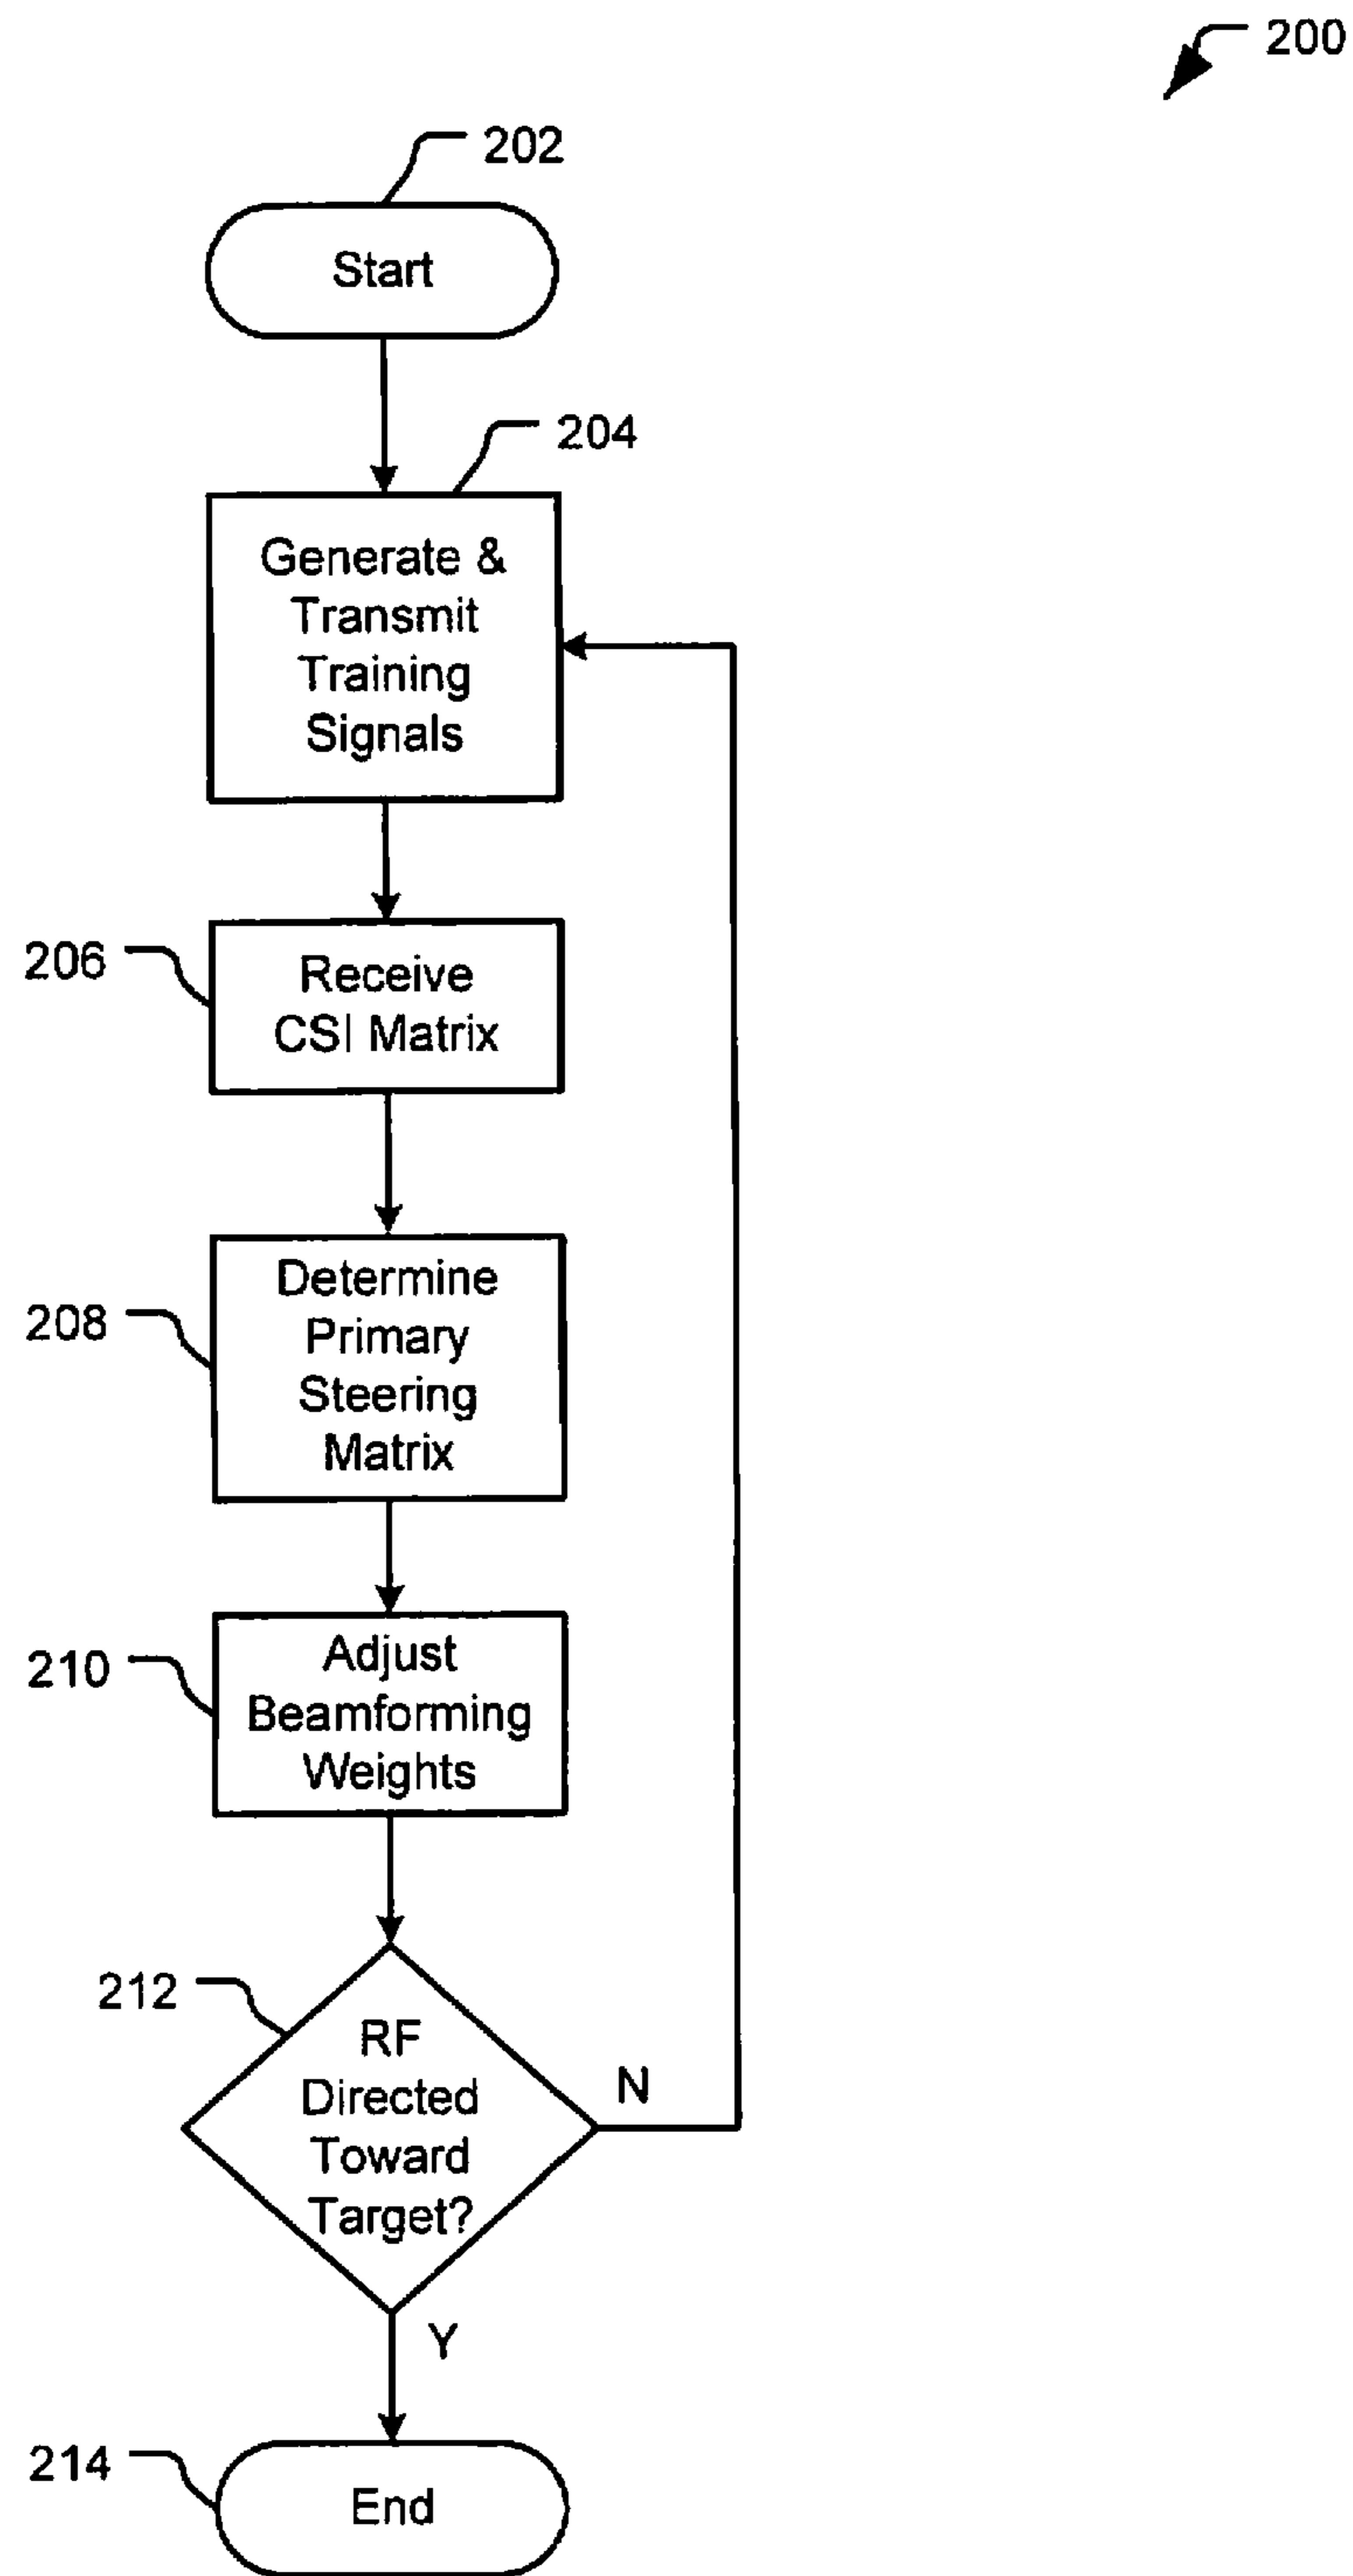 200
202
Start
204
Generate &
Transmit
Training
Signals
206
Receive
CSI Matrix
208
Determine
Primary
Steering
Matrix
210
Adjust
Beamforming
Weights
212
RF
Directed
Toward
Target?
N
Y
214
End